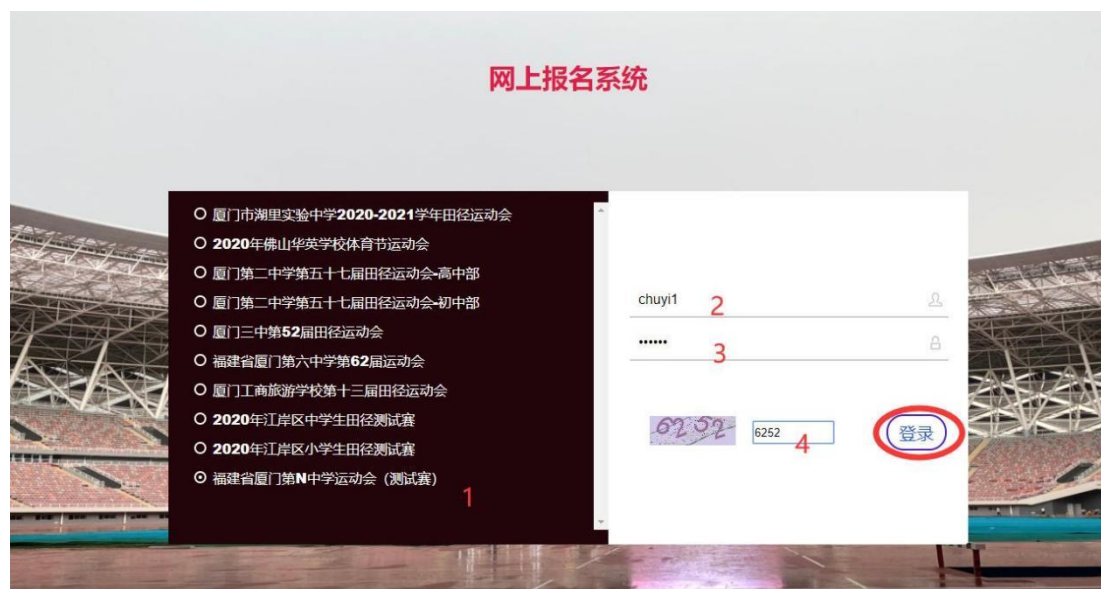 网上报名系统
厦门市湖里实验中学2020-2021学年田径运动会
2020年佛山华英学校体育节运动会
厦门第二中学第五十七届田径运动会-高中部
厦门第二中学第五十七届田径运动会-初中部
厦门三中第52届田径运动会
福建省厦门第六中学第62届运动会
厦门工商旅游学校第十三届田径运动会
2020年江岸区中学生田径测试赛
2020年江岸区小学生田径测试赛
福建省厦门第N中学运动会（测试赛）
1
chuyi1 2
•••••• 3
6252 6252 4 登录